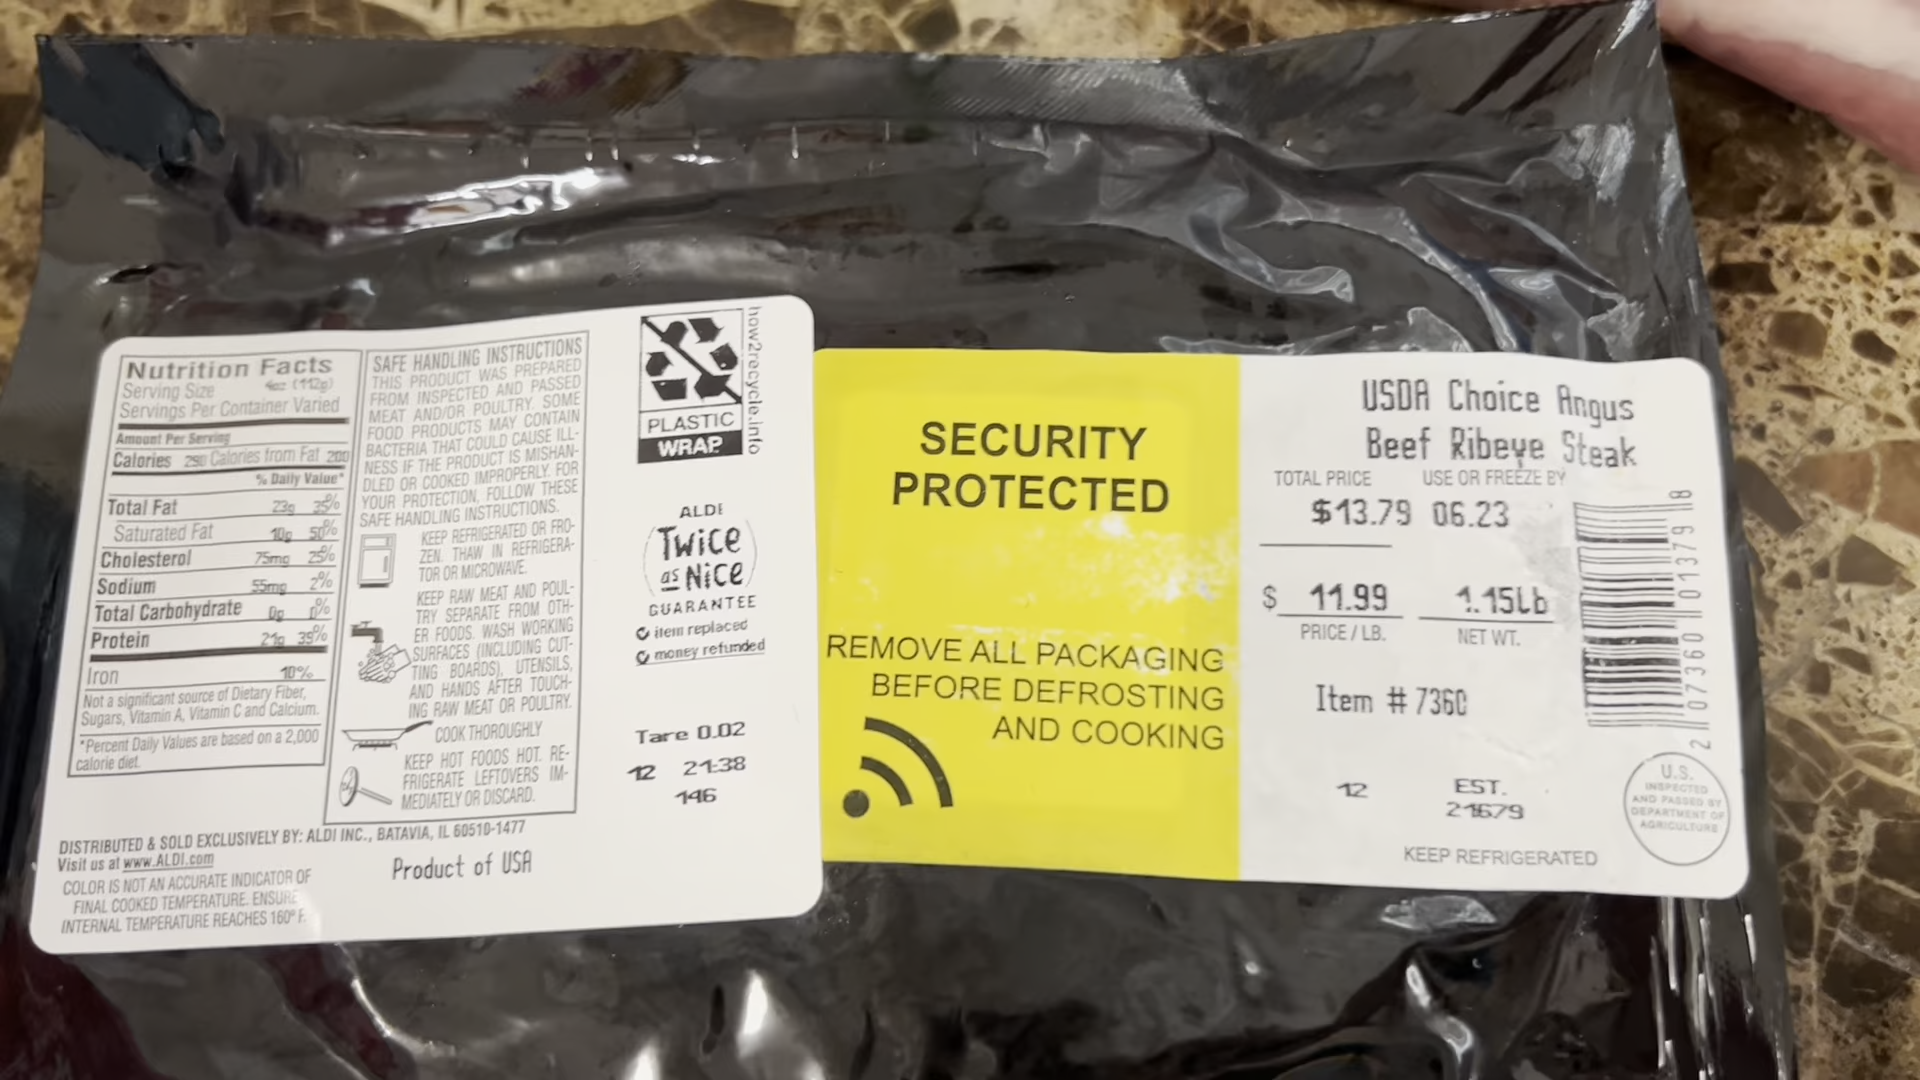 Nutrition Facts
Serving Size 4oz (112g)
Servings Per Container Varied
Amount Per Serving
Calories 290 Calories from Fat 200
% Daily Value*
Total Fat 23g 35%
Saturated Fat 10g 50%
Cholesterol 75mg 25%
Sodium 55mg 2%
Total Carbohydrate 0g 0%
Protein 21g 39%
Iron 10%
Not a significant source of Dietary Fiber,
Sugars, Vitamin A, Vitamin C and Calcium.
*Percent Daily Values are based on a 2,000
calorie diet.
SAFE HANDLING INSTRUCTIONS
THIS PRODUCT WAS PREPARED
FROM INSPECTED AND PASSED
MEAT AND/OR POULTRY. SOME
FOOD PRODUCTS MAY CONTAIN
BACTERIA THAT COULD CAUSE ILL-
NESS IF THE PRODUCT IS MISHAN-
DLED OR COOKED IMPROPERLY. FOR
YOUR PROTECTION, FOLLOW THESE
SAFE HANDLING INSTRUCTIONS.
KEEP REFRIGERATED OR FRO-
ZEN. THAW IN REFRIGERA-
TOR OR MICROWAVE.
KEEP RAW MEAT AND POUL-
TRY SEPARATE FROM OTH-
ER FOODS. WASH WORKING
SURFACES (INCLUDING CUT-
TING BOARDS), UTENSILS,
AND HANDS AFTER TOUCH-
ING RAW MEAT OR POULTRY.
COOK THOROUGHLY
KEEP HOT FOODS HOT. RE-
FRIGERATE LEFTOVERS IM-
MEDIATELY OR DISCARD.
DISTRIBUTED & SOLD EXCLUSIVELY BY: ALDI INC., BATAVIA, IL 60510-1477
Visit us at www.ALDI.com
Product of USA
COLOR IS NOT AN ACCURATE INDICATOR OF
FINAL COOKED TEMPERATURE. ENSURE
INTERNAL TEMPERATURE REACHES 160° F.
how2recycle.info
PLASTIC
WRAP
ALDI
Twice
as Nice
GUARANTEE
item replaced
money refunded
Tare 0.02
12 21:38
146
SECURITY
PROTECTED
REMOVE ALL PACKAGING
BEFORE DEFROSTING
AND COOKING
USDA Choice Angus
Beef Ribeye Steak
TOTAL PRICE USE OR FREEZE BY
$13.79 06.23
$ 11.99 1.15Lb
PRICE / LB. NET WT.
Item # 7360
12 EST.
21679
KEEP REFRIGERATED
2 07360 01379 8
U.S.
INSPECTED
AND PASSED BY
DEPARTMENT OF
AGRICULTURE